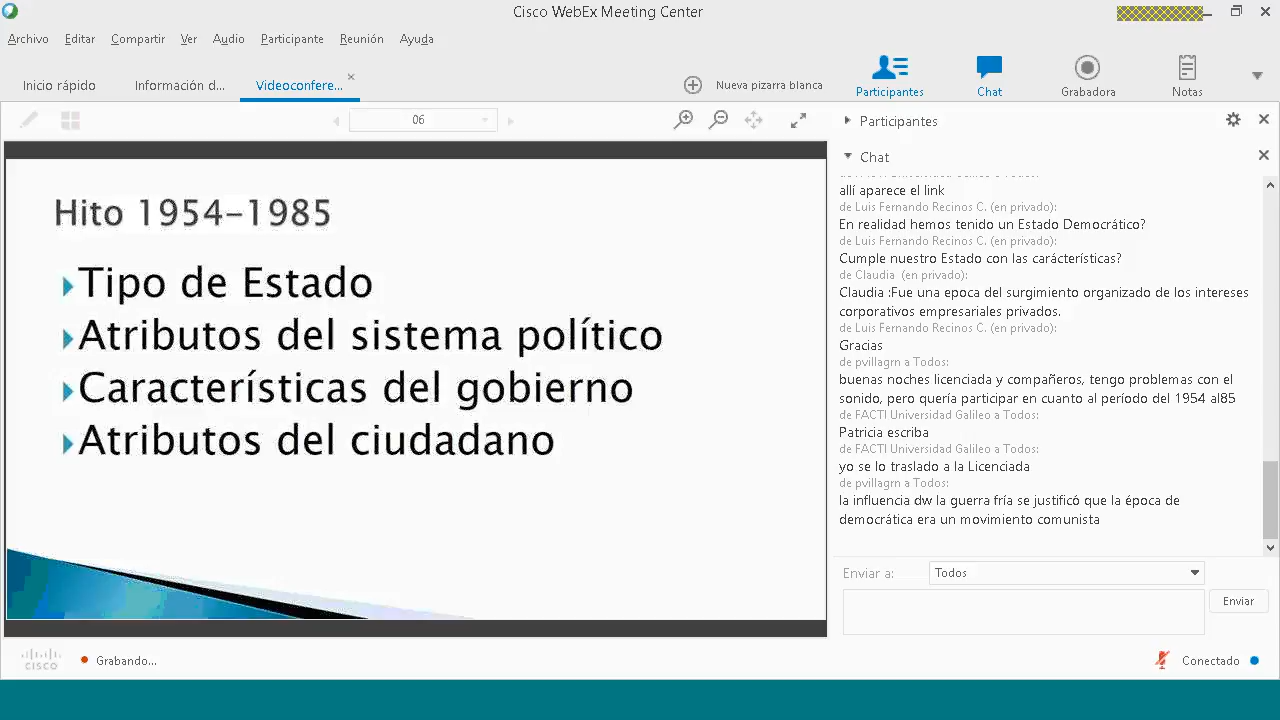 Cisco WebEx Meeting Center
Archivo Editar Compartir Ver Audio Participante Reunión Ayuda
Inicio rápido Información d... Videoconfere... Nueva pizarra blanca
Participantes Chat Grabadora Notas
06
Hito 1954-1985
Tipo de Estado
Atributos del sistema político
Características del gobierno
Atributos del ciudadano
Participantes
Chat
allí aparece el link
de Luis Fernando Recinos C. (en privado):
En realidad hemos tenido un Estado Democrático?
de Luis Fernando Recinos C. (en privado):
Cumple nuestro Estado con las carácterísticas?
de Claudia (en privado):
Claudia :Fue una epoca del surgimiento organizado de los intereses
corporativos empresariales privados.
de Luis Fernando Recinos C. (en privado):
Gracias
de pvillagrn a Todos:
buenas noches licenciada y compañeros, tengo problemas con el
sonido, pero quería participar en cuanto al período del 1954 al85
de FACTI Universidad Galileo a Todos:
Patricia escriba
de FACTI Universidad Galileo a Todos:
yo se lo traslado a la Licenciada
de pvillagrn a Todos:
la influencia dw la guerra fría se justificó que la época de
democrática era un movimiento comunista
Enviar a: Todos
Enviar
CISCO Grabando...
Conectado